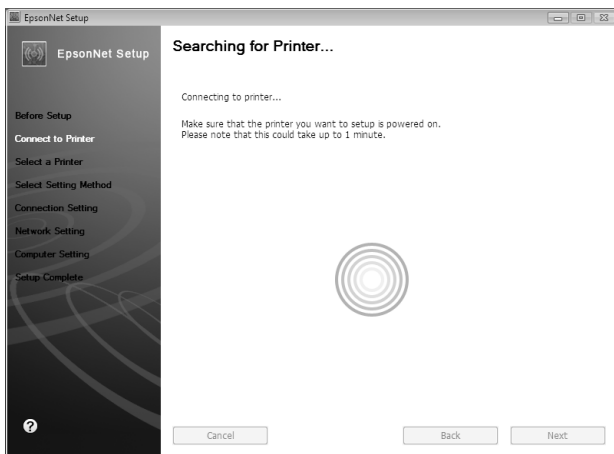 EpsonNet Setup
EpsonNet Setup
Before Setup
Connect to Printer
Select a Printer
Select Setting Method
Connection Setting
Network Setting
Computer Setting
Setup Complete
?
Searching for Printer...
Connecting to printer...
Make sure that the printer you want to setup is powered on.
Please note that this could take up to 1 minute.
Cancel
Back
Next